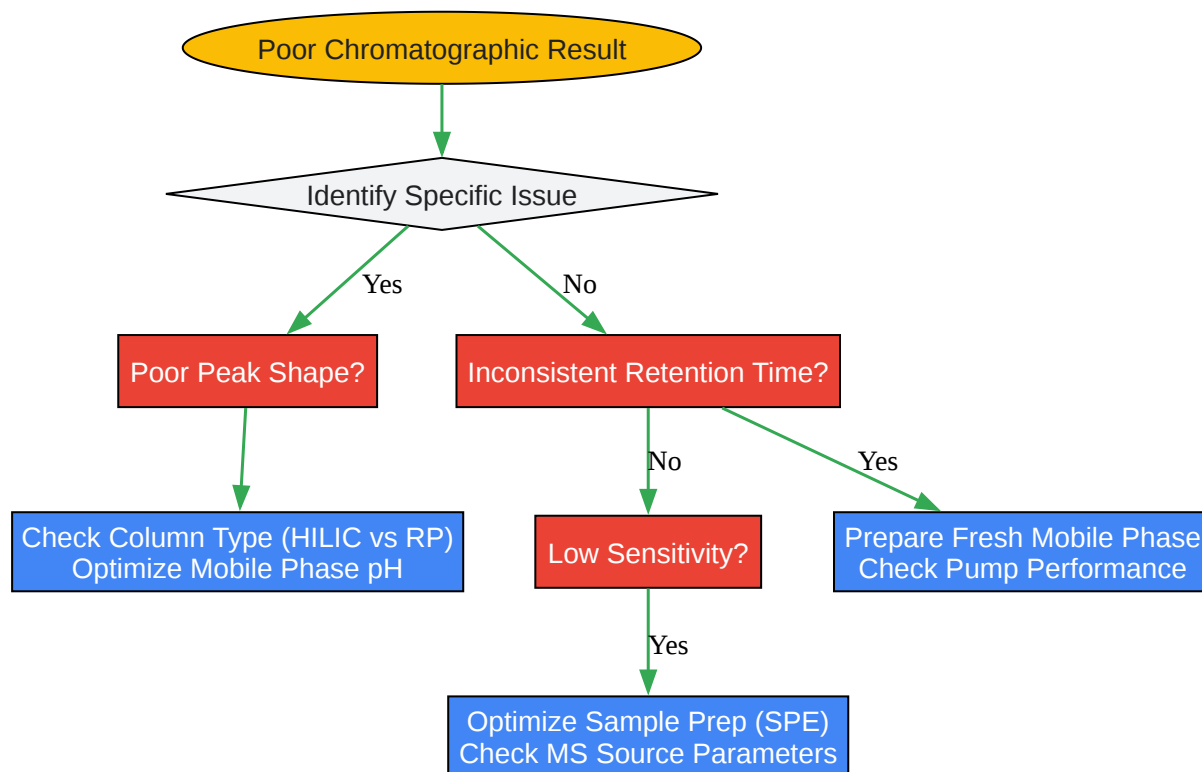 Poor Chromatographic Result
Identify Specific Issue
Yes
No
Poor Peak Shape?
Inconsistent Retention Time?
No
Yes
Check Column Type (HILIC vs RP)
Optimize Mobile Phase pH
Low Sensitivity?
Prepare Fresh Mobile Phase
Check Pump Performance
Yes
Optimize Sample Prep (SPE)
Check MS Source Parameters